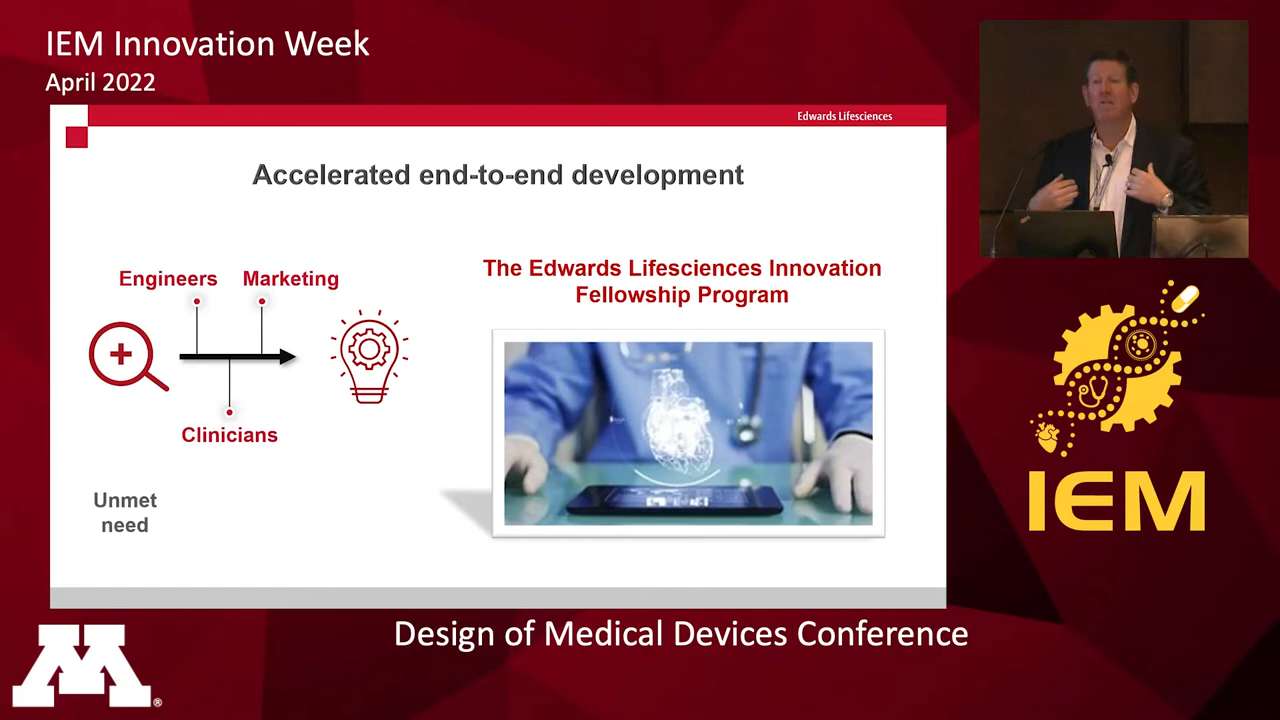 IEM Innovation Week
April 2022
Edwards Lifesciences
Accelerated end-to-end development
Engineers
Marketing
Clinicians
Unmet
need
The Edwards Lifesciences Innovation
Fellowship Program
IEM
M®
Design of Medical Devices Conference